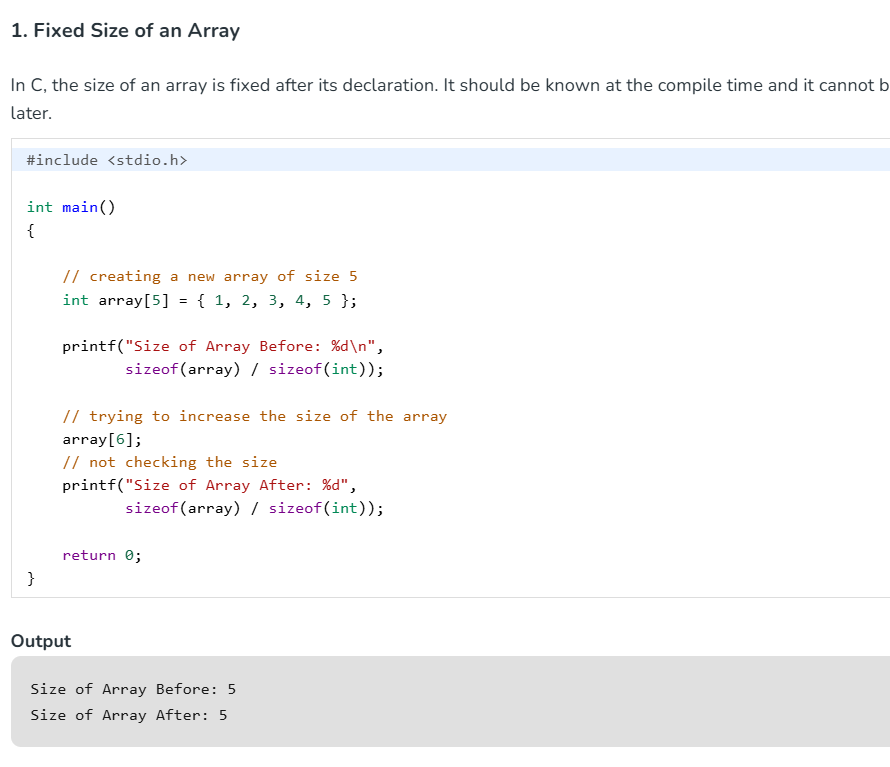 1. Fixed Size of an Array
In C, the size of an array is fixed after its declaration. It should be known at the compile time and it cannot b
later.
#include <stdio.h>
int main()
{
    // creating a new array of size 5
    int array[5] = { 1, 2, 3, 4, 5 };
    printf("Size of Array Before: %d\n",
           sizeof(array) / sizeof(int));
    // trying to increase the size of the array
    array[6];
    // not checking the size
    printf("Size of Array After: %d",
           sizeof(array) / sizeof(int));
    return 0;
}
Output
Size of Array Before: 5
Size of Array After: 5